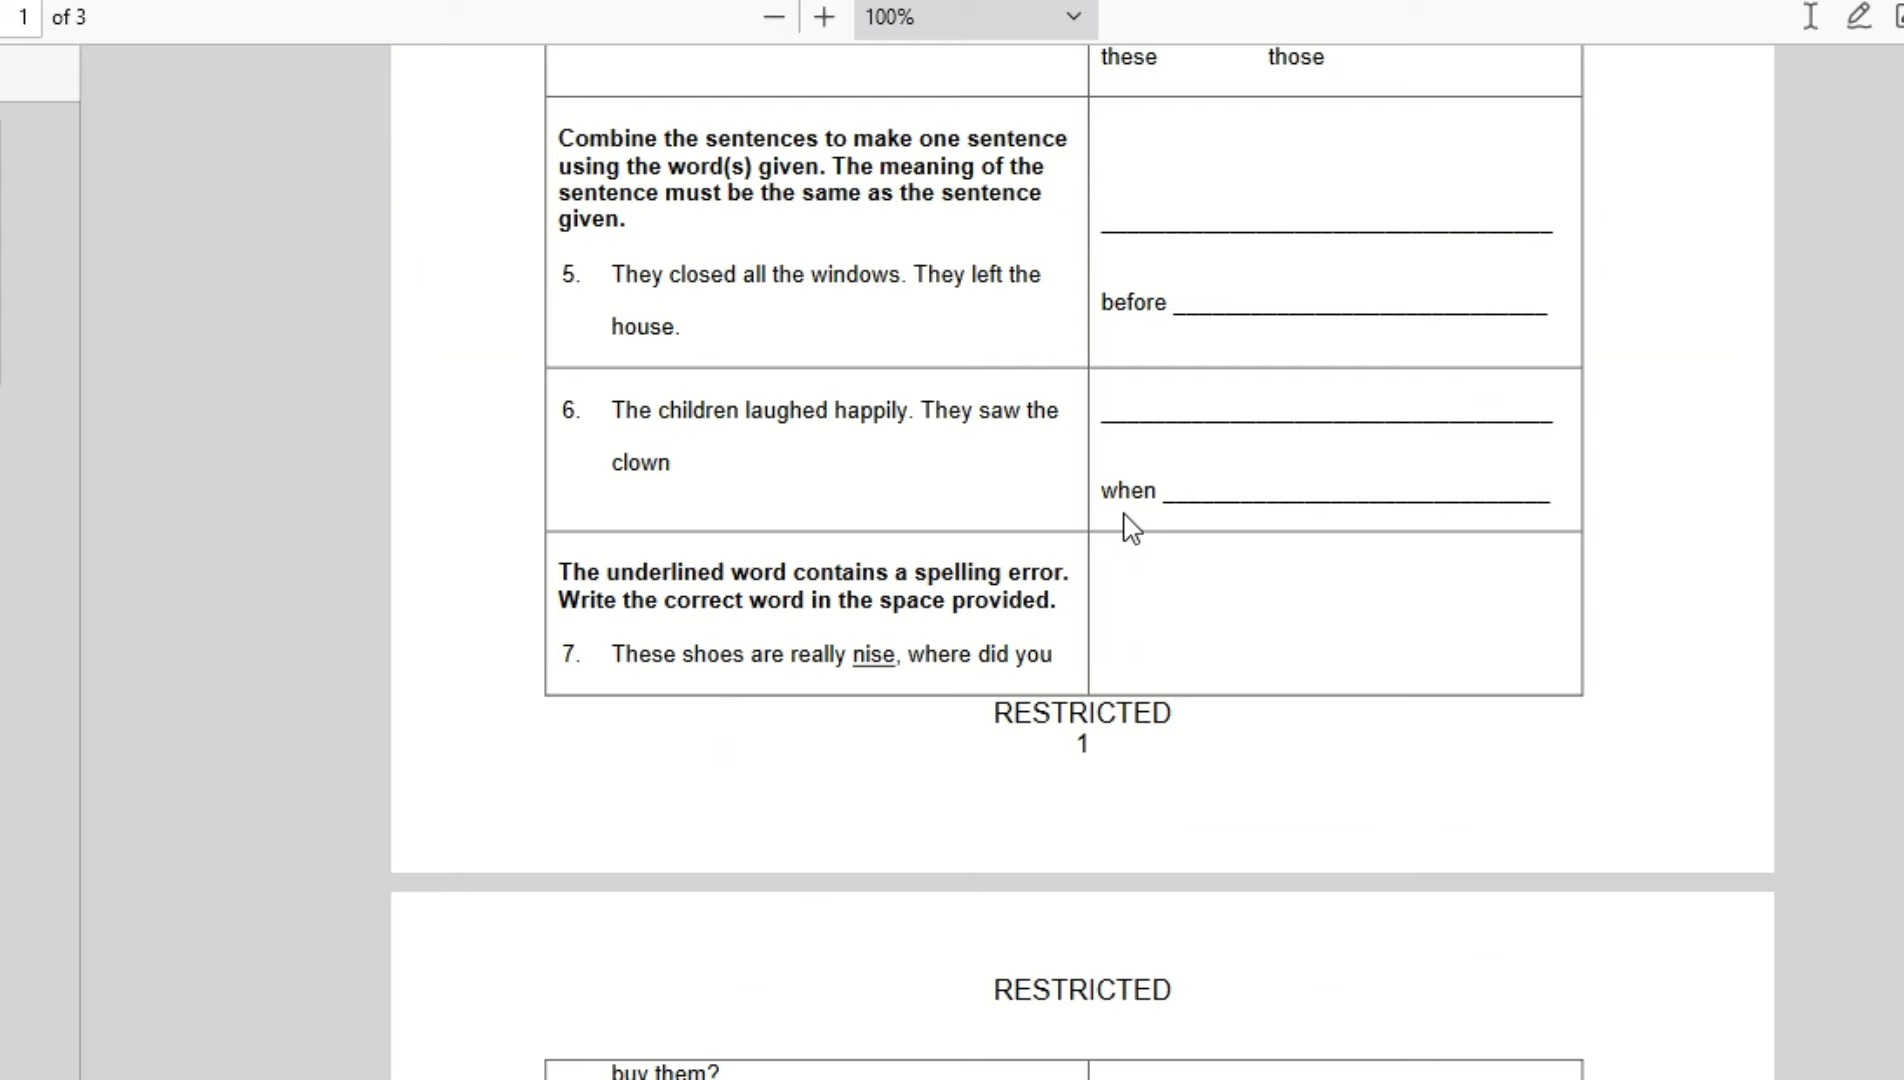 1 of 3
100%
these those
Combine the sentences to make one sentence
using the word(s) given. The meaning of the
sentence must be the same as the sentence
given.
5. They closed all the windows. They left the
house.
before
6. The children laughed happily. They saw the
clown
when
The underlined word contains a spelling error.
Write the correct word in the space provided.
7. These shoes are really nise, where did you
RESTRICTED
1
RESTRICTED
buy them?